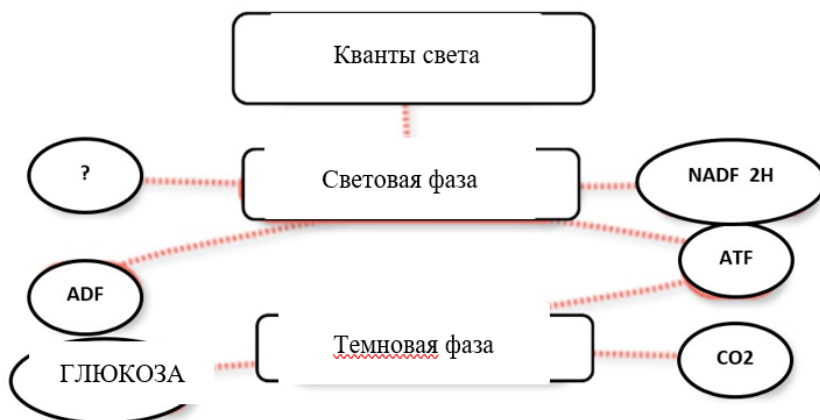 Кванты света
?
Световая фаза
NADF 2H
ADF
ATF
ГЛЮКОЗА
Темновая фаза
CO2